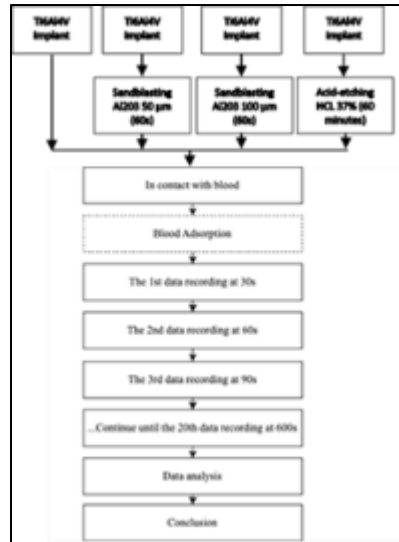 Ti6Al4V
Implant
Ti6Al4V
Implant
Ti6Al4V
Implant
Ti6Al4V
Implant
Sandblasting
Al2O3 50 µm
(60s)
Sandblasting
Al2O3 100 µm
(60s)
Acid-etching
HCL 37% (60
minutes)
In contact with blood
Blood Adsorption
The 1st data recording at 30s
The 2nd data recording at 60s
The 3rd data recording at 90s
...Continue until the 20th data recording at 600s
Data analysis
Conclusion